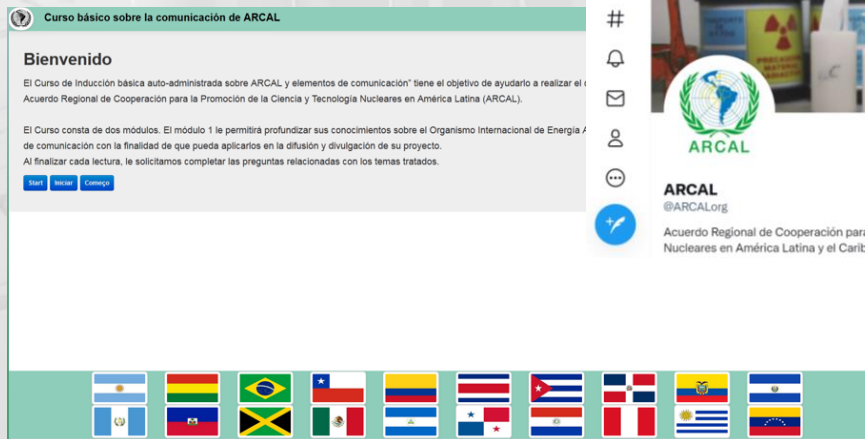 Curso básico sobre la comunicación de ARCAL
Bienvenido
El Curso de Inducción básica auto-administrada sobre ARCAL y elementos de comunicación" tiene el objetivo de ayudarlo a realizar el
Acuerdo Regional de Cooperación para la Promoción de la Ciencia y Tecnología Nucleares en América Latina (ARCAL).
El Curso consta de dos módulos. El módulo 1 le permitirá profundizar sus conocimientos sobre el Organismo Internacional de Energía A
de comunicación con la finalidad de que pueda aplicarlos en la difusión y divulgación de su proyecto.
Al finalizar cada lectura, le solicitamos completar las preguntas relacionadas con los temas tratados.
Start Iniciar Começo
#
ARCAL
ARCAL
@ARCALorg
Acuerdo Regional de Cooperación para
Nucleares en América Latina y el Carib